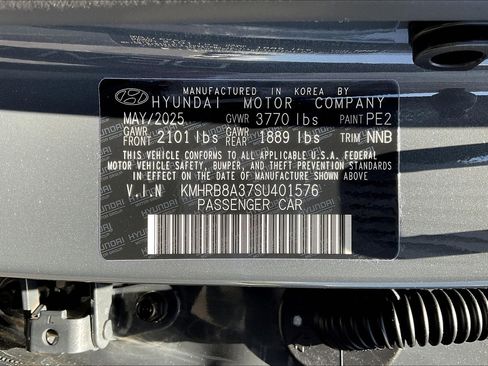 MANUFACTURED IN KOREA BY
HYUNDAI MOTOR COMPANY
MAY/2025 GVWR 3770 lbs PAINT PE2
GAWR FRONT 2101 lbs GAWR REAR 1889 lbs TRIM NNB
THIS VEHICLE CONFORMS TO ALL APPLICABLE U.S.A. FEDERAL
MOTOR VEHICLE SAFETY, BUMPER, AND THEFT PREVENTION
STANDARDS IN EFFECT ON THE DATE OF MANUFACTURE SHOWN ABOVE.
V.I.N KMHRB8A37SU401576
PASSENGER CAR